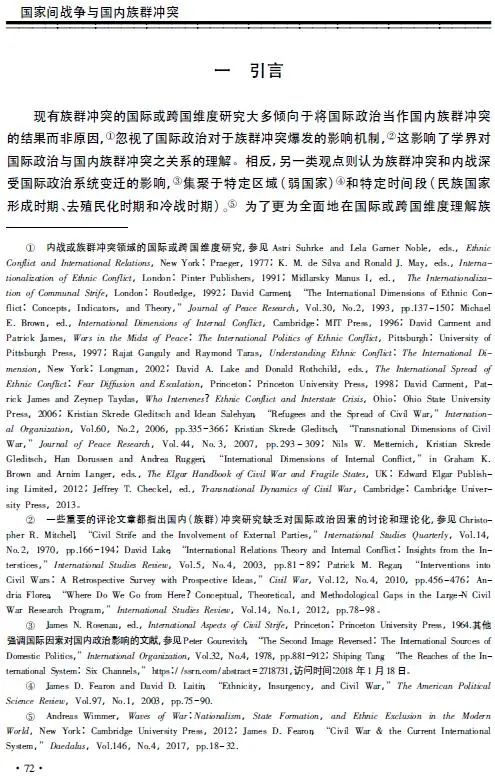 国家间战争与国内族群冲突
一 引言
现有族群冲突的国际或跨国维度研究大多倾向于将国际政治当作国内族群冲突
的结果而非原因，①忽视了国际政治对于族群冲突爆发的影响机制，②这影响了学界对
国际政治与国内族群冲突之关系的理解。相反，另一类观点则认为族群冲突和内战深
受国际政治系统变迁的影响，③集聚于特定区域（弱国家）④和特定时间段（民族国家
形成时期、去殖民化时期和冷战时期）。⑤ 为了更为全面地在国际或跨国维度理解族
① 内战或族群冲突领域的国际或跨国维度研究，参见 Astri Suhrke and Lela Garner Noble, eds., Ethnic
Conflict and International Relations, New York: Praeger, 1977; K. M. de Silva and Ronald J. May, eds., Interna-
tionalization of Ethnic Conflict, London: Pinter Publishers, 1991; Midlarsky Manus I, ed., The Internationaliza-
tion of Communal Strife, London: Routledge, 1992; David Carment, “The International Dimensions of Ethnic Con-
flict: Concepts, Indicators, and Theory,” Journal of Peace Research, Vol.30, No.2, 1993, pp.137-150; Michael
E. Brown, ed., International Dimensions of Internal Conflict, Cambridge: MIT Press, 1996; David Carment and
Patrick James, Wars in the Midst of Peace: The International Politics of Ethnic Conflict, Pittsburgh: University of
Pittsburgh Press, 1997; Rajat Ganguly and Raymond Taras, Understanding Ethnic Conflict: The International Di-
mension, New York: Longman, 2002; David A. Lake and Donald Rothchild, eds., The International Spread of
Ethnic Conflict: Fear Diffusion and Escalation, Princeton: Princeton University Press, 1998; David Carment, Pat-
rick James and Zeynep Taydas, Who Intervenes? Ethnic Conflict and Interstate Crisis, Ohio: Ohio State University
Press, 2006; Kristian Skrede Gleditsch and Idean Salehyan, “Refugees and the Spread of Civil War,” Internation-
al Organization, Vol.60, No.2, 2006, pp.335-366; Kristian Skrede Gleditsch, “Transnational Dimensions of Civil
War,” Journal of Peace Research, Vol. 44, No. 3, 2007, pp.293-309; Nils W. Metternich, Kristian Skrede
Gleditsch, Han Dorussen and Andrea Ruggeri, “International Dimensions of Internal Conflict,” in Graham K.
Brown and Arnim Langer, eds., The Elgar Handbook of Civil War and Fragile States, UK: Edward Elgar Publish-
ing Limited, 2012; Jeffrey T. Checkel, ed., Transnational Dynamics of Civil War, Cambridge: Cambridge Univer-
sity Press, 2013。
② 一些重要的评论文章都指出国内（族群）冲突研究缺乏对国际政治因素的讨论和理论化，参见 Christo-
pher R. Mitchell, “Civil Strife and the Involvement of External Parties,” International Studies Quarterly, Vol.14,
No.2, 1970, pp.166-194; David Lake, “International Relations Theory and Internal Conflict: Insights from the In-
terstices,” International Studies Review, Vol.5, No.4, 2003, pp.81-89; Patrick M. Regan, “Interventions into
Civil Wars: A Retrospective Survey with Prospective Ideas,” Civil War, Vol.12, No.4, 2010, pp.456-476; An-
dria Florea, “Where Do We Go from Here? Conceptual, Theoretical, and Methodological Gaps in the Large-N Civil
War Research Program,” International Studies Review, Vol.14, No.1, 2012, pp.78-98。
③ James N. Rosenau, ed., International Aspects of Civil Strife, Princeton: Princeton University Press, 1964.其他
强调国际因素对国内政治影响的文献，参见 Peter Gourevitch, “The Second Image Reversed: The International Sources of
Domestic Politics,” International Organization, Vol.32, No.4, 1978, pp.881-912; Shiping Tang, “The Reaches of the In-
ternational System: Six Channels,” https://ssrn.com/abstract=2718731,访问时间:2018 年 1 月 18 日。
④ James D. Fearon and David D. Laitin, “Ethnicity, Insurgency, and Civil War,” The American Political
Science Review, Vol.97, No.1, 2003, pp.75-90.
⑤ Andreas Wimmer, Waves of War: Nationalism, State Formation, and Ethnic Exclusion in the Modern
World, New York: Cambridge University Press, 2012; James D. Fearon, “Civil War & the Current International
System,” Daedalus, Vol.146, No.4, 2017, pp.18-32.
·72·